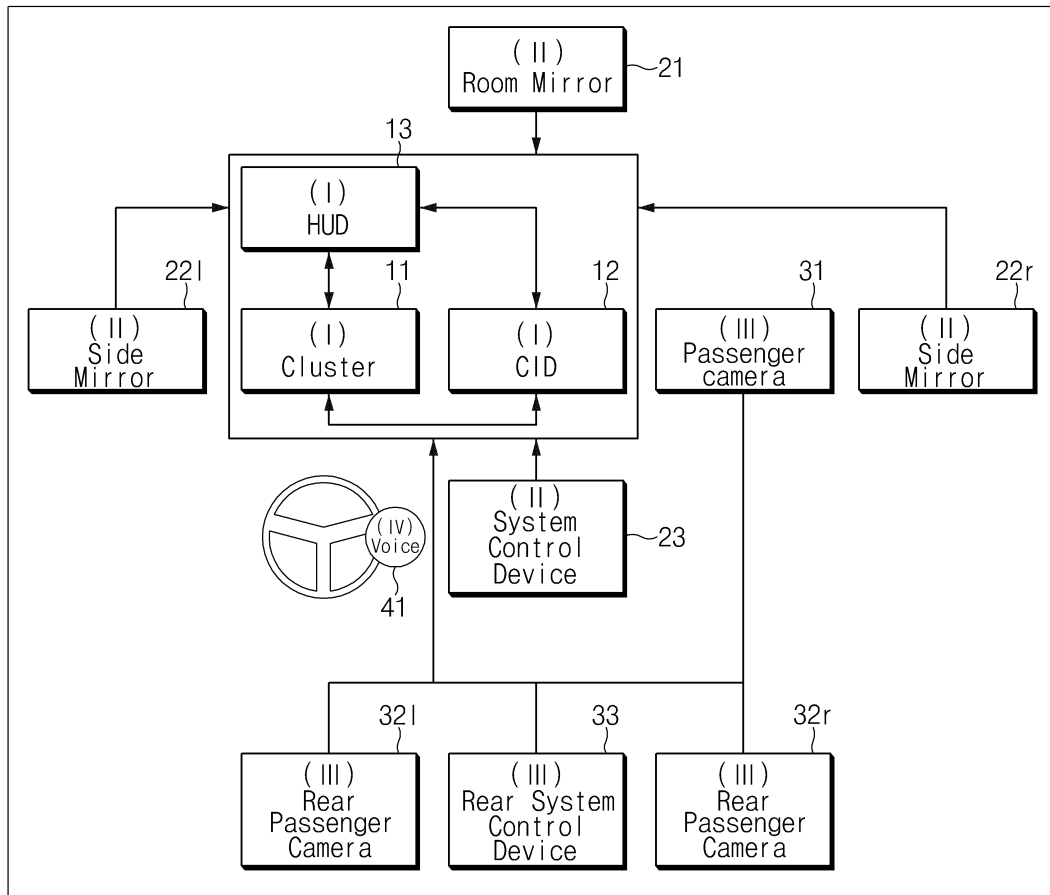 (II)
Room Mirror
21
13
(I)
HUD
22l
11
12
31
22r
(II)
Side
Mirror
(I)
Cluster
(I)
CID
(III)
Passenger
camera
(II)
Side
Mirror
(IV)
Voice
41
(II)
System
Control
Device
23
32l
33
32r
(III)
Rear
Passenger
Camera
(III)
Rear System
Control
Device
(III)
Rear
Passenger
Camera